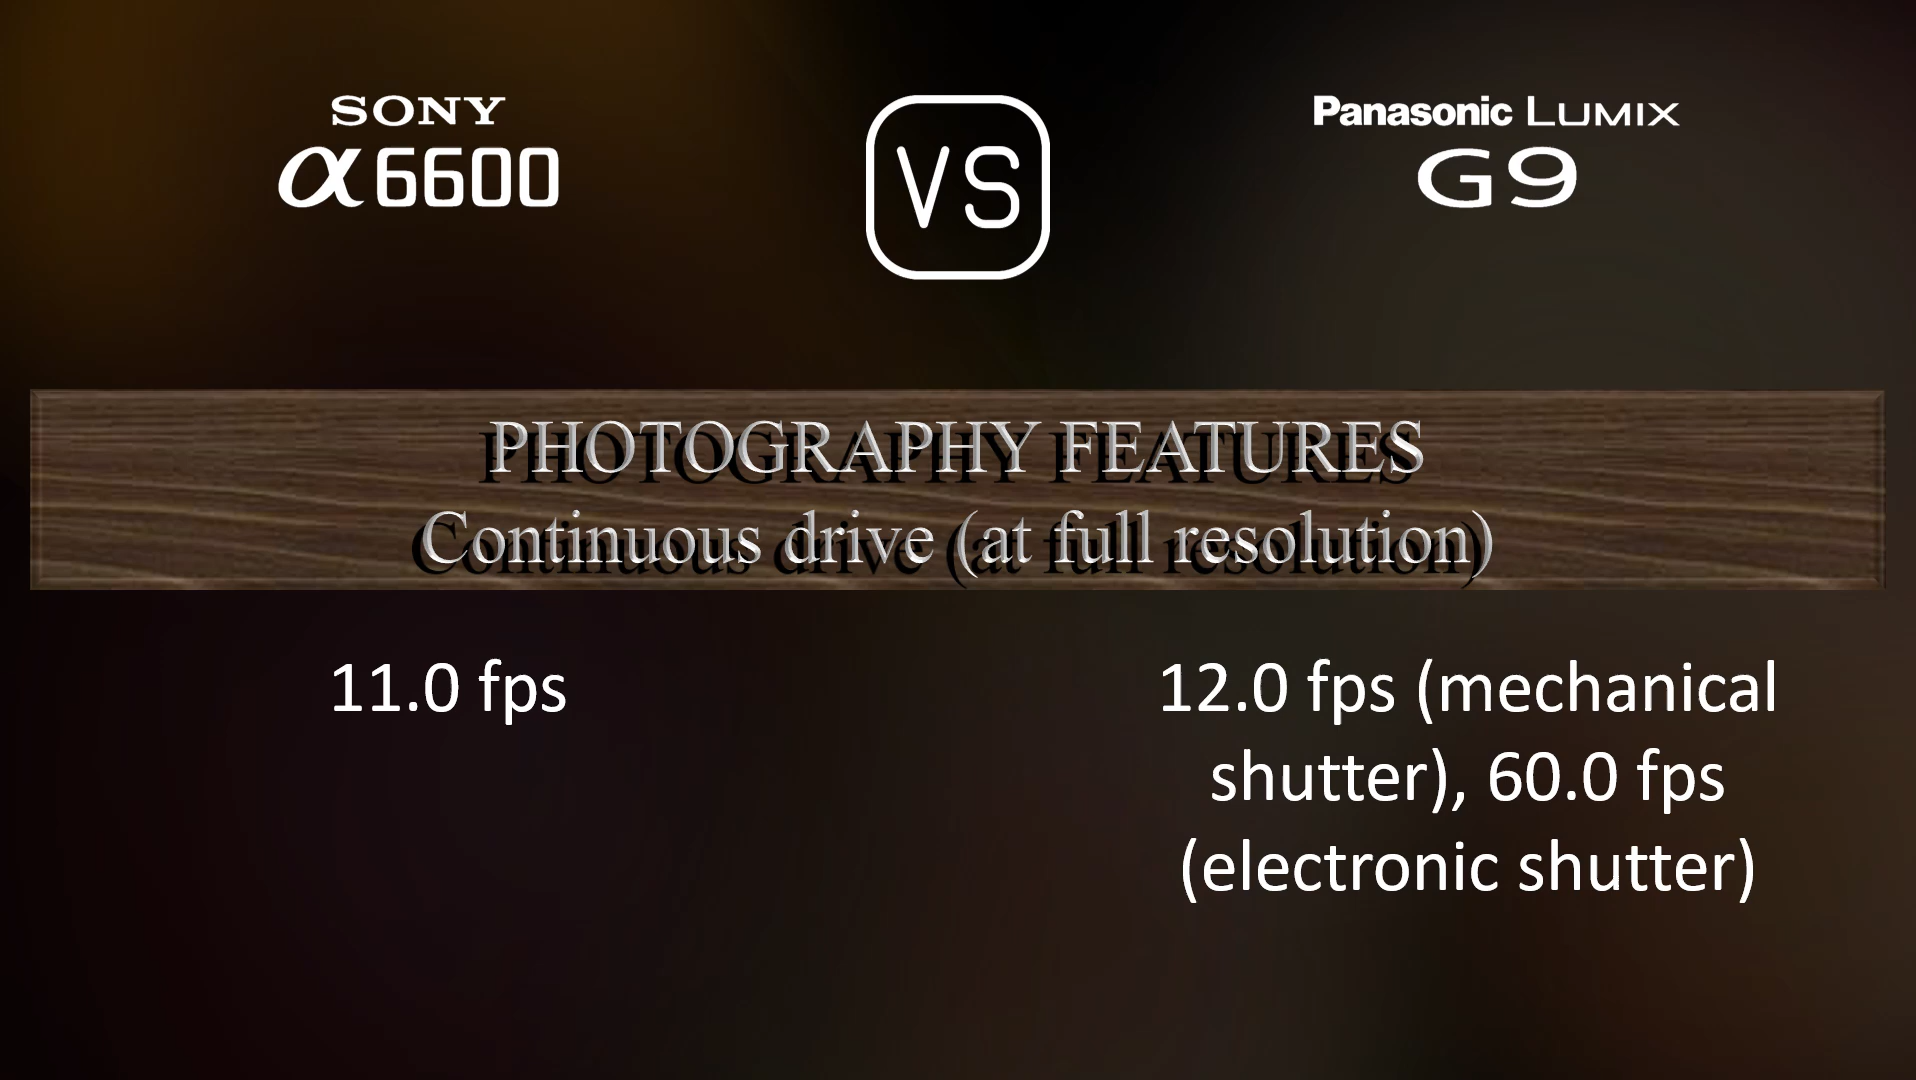 SONY
α6600
VS
Panasonic LUMIX
G9
PHOTOGRAPHY FEATURES
Continuous drive (at full resolution)
11.0 fps
12.0 fps (mechanical
shutter), 60.0 fps
(electronic shutter)